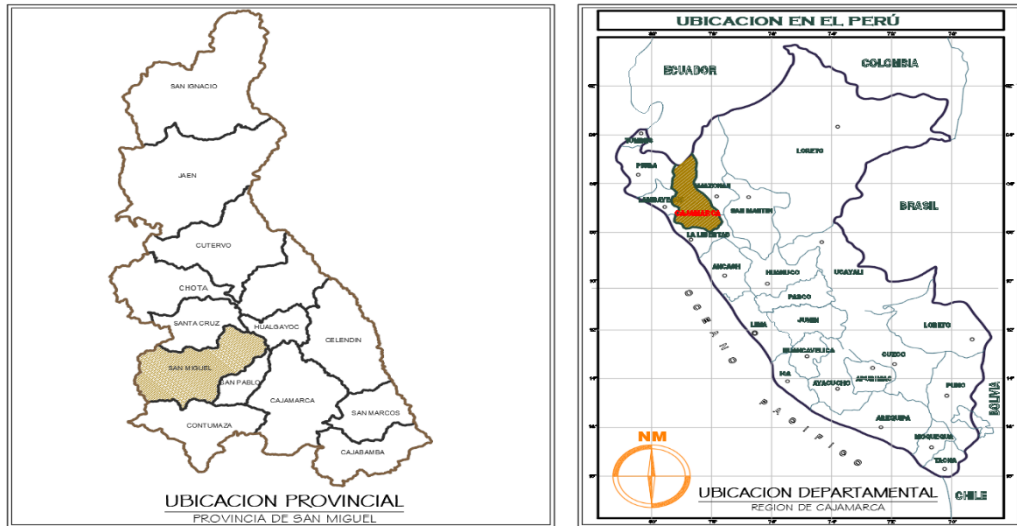 SAN IGNACIO
JAEN
CUTERVO
CHOTA
SANTA CRUZ
HUALGAYOC
CELENDIN
SAN MIGUEL
SAN PABLO
CAJAMARCA
SAN MARCOS
CONTUMAZA
CAJABAMBA
UBICACION PROVINCIAL
PROVINCIA DE SAN MIGUEL
UBICACION EN EL PERÚ
ECUADOR
COLOMBIA
TUMBES
LORETO
PIURA
AMAZONAS
LAMBAYEQUE
CAJAMARCA
SAN MARTIN
BRASIL
LA LIBERTAD
ANCASH
HUANUCO
UCAYALI
PASCO
LIMA
JUNIN
LORETO
HUANCAVELICA
CUZCO
ICA
AYACUCHO
APURIMAC
PUNO
BOLIVIA
OCEANO PACIFICO
AREQUIPA
MOQUEGUA
TACNA
NM
UBICACION DEPARTAMENTAL
REGION DE CAJAMARCA
CHILE